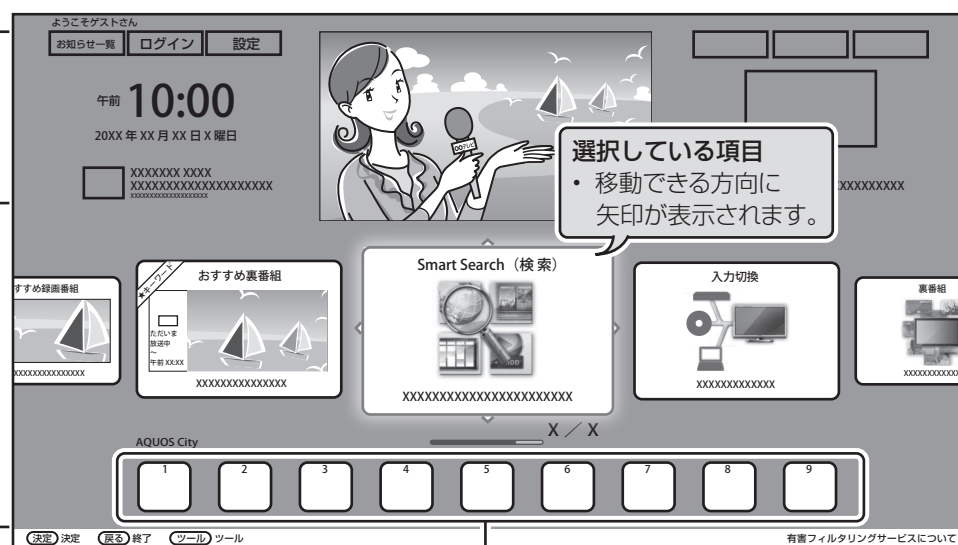 ようこそゲストさん
お知らせ一覧 ログイン 設定
午前 10:00
20XX 年 XX 月 XX 日 X 曜日
XXXXXXX XXXX
XXXXXXXXXXXXXXXXXXXXX
XXXXXXXXXXXXXXXXXXXX
○○テレビ
選択している項目
・ 移動できる方向に
矢印が表示されます。
XXXXXXXXX
すすめ録画番組
XXXXXXXXXXXXXXX
★キーワード
おすすめ裏番組
ただいま
放送中
～
午前 XX:XX
XXXXXXXXXXXXXXX
Smart Search（検 索）
XXXXXXXXXXXXXXXXXXXXXXXX
入力切換
XXXXXXXXXXXXX
裏番組
XXXXXXXXXXX
X ／ X
AQUOS City
1 2 3 4 5 6 7 8 9
決定 決定 戻る 終了 ツール ツール
有害フィルタリングサービスについて